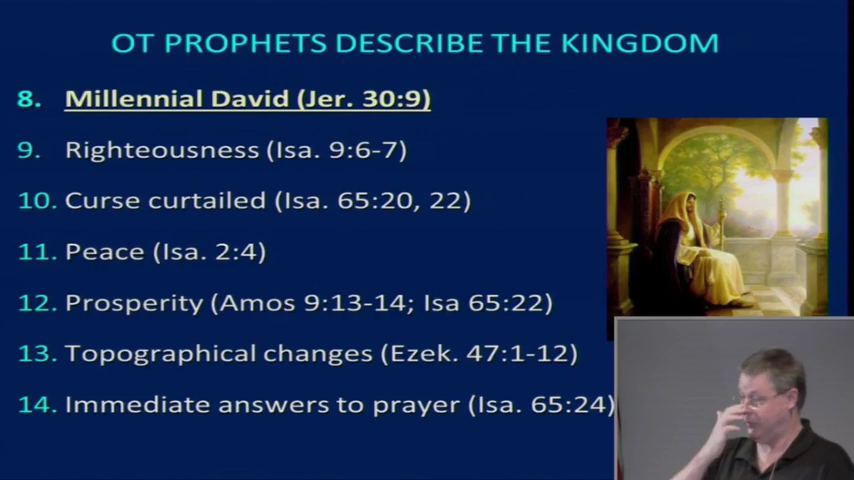 OT PROPHETS DESCRIBE THE KINGDOM
8. Millennial David (Jer. 30:9)
9. Righteousness (Isa. 9:6-7)
10. Curse curtailed (Isa. 65:20, 22)
11. Peace (Isa. 2:4)
12. Prosperity (Amos 9:13-14; Isa 65:22)
13. Topographical changes (Ezek. 47:1-12)
14. Immediate answers to prayer (Isa. 65:24)